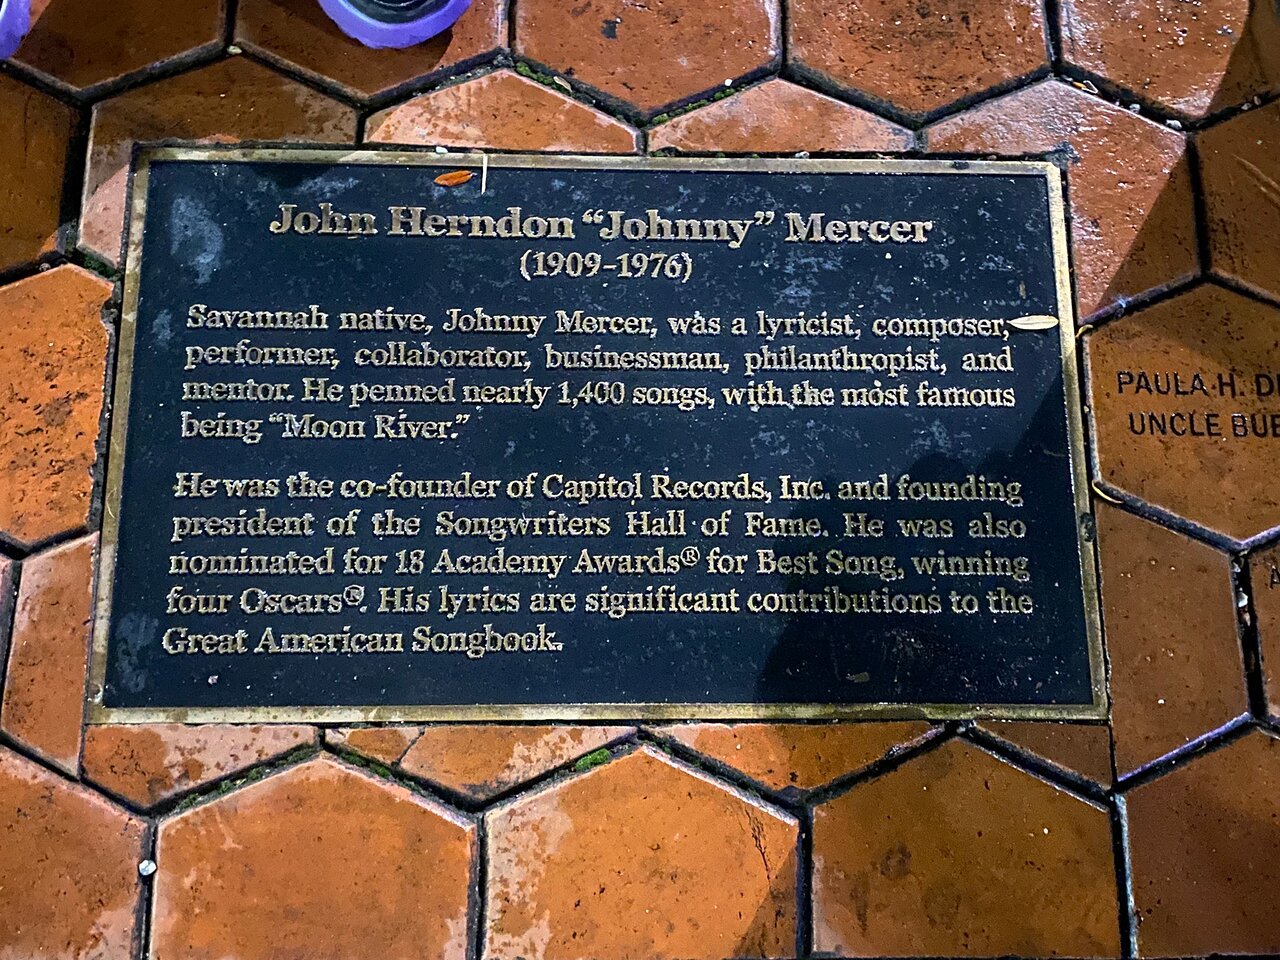 John Herndon “Johnny” Mercer
(1909-1976)
Savannah native, Johnny Mercer, was a lyricist, composer,
performer, collaborator, businessman, philanthropist, and
mentor. He penned nearly 1,400 songs, with the most famous
being “Moon River.”
He was the co-founder of Capitol Records, Inc. and founding
president of the Songwriters Hall of Fame. He was also
nominated for 18 Academy Awards® for Best Song, winning
four Oscars®. His lyrics are significant contributions to the
Great American Songbook.
PAULA H.
UNCLE